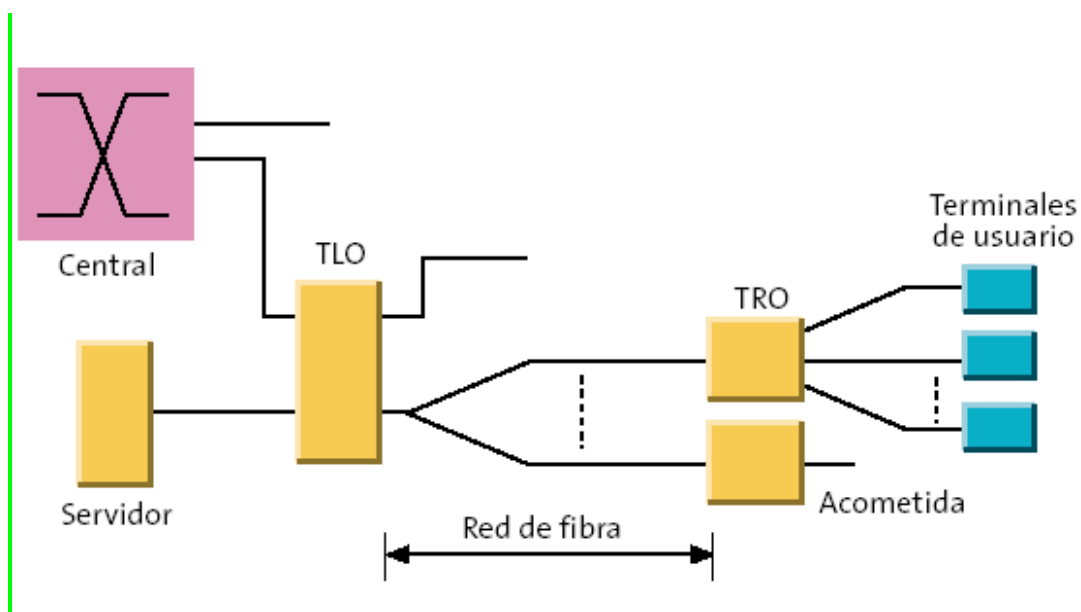 Central
TLO
Terminales
de usuario
TRO
Servidor
Acometida
Red de fibra